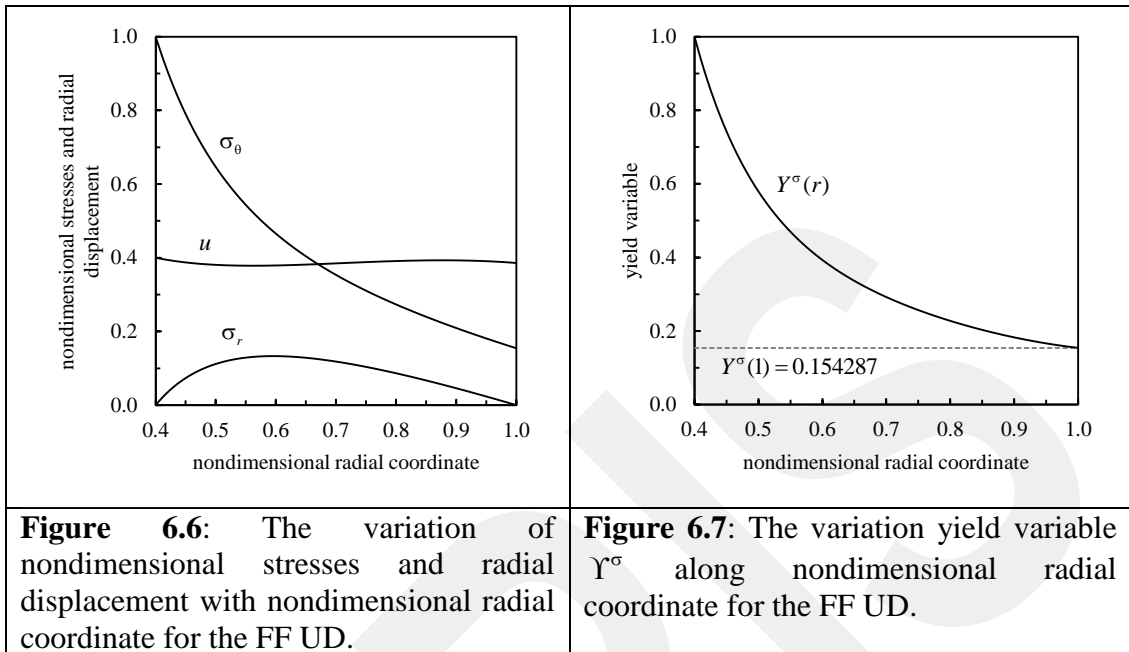 nondimensional stresses and radial
displacement
1.0
0.8
0.6
0.4
0.2
0.0
σθ
u
σr
0.4 0.5 0.6 0.7 0.8 0.9 1.0
nondimensional radial coordinate
yield variable
1.0
0.8
0.6
0.4
0.2
0.0
Yσ(r)
Yσ(1) = 0.154287
0.4 0.5 0.6 0.7 0.8 0.9 1.0
nondimensional radial coordinate
Figure 6.6: The variation of
nondimensional stresses and radial
displacement with nondimensional radial
coordinate for the FF UD.
Figure 6.7: The variation yield variable
ϒσ along nondimensional radial
coordinate for the FF UD.